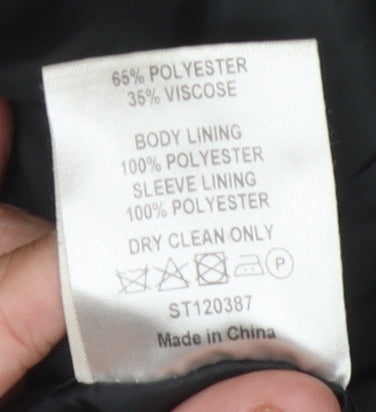 65% POLYESTER
35% VISCOSE
BODY LINING
100% POLYESTER
SLEEVE LINING
100% POLYESTER
DRY CLEAN ONLY
P
ST120387
Made in China